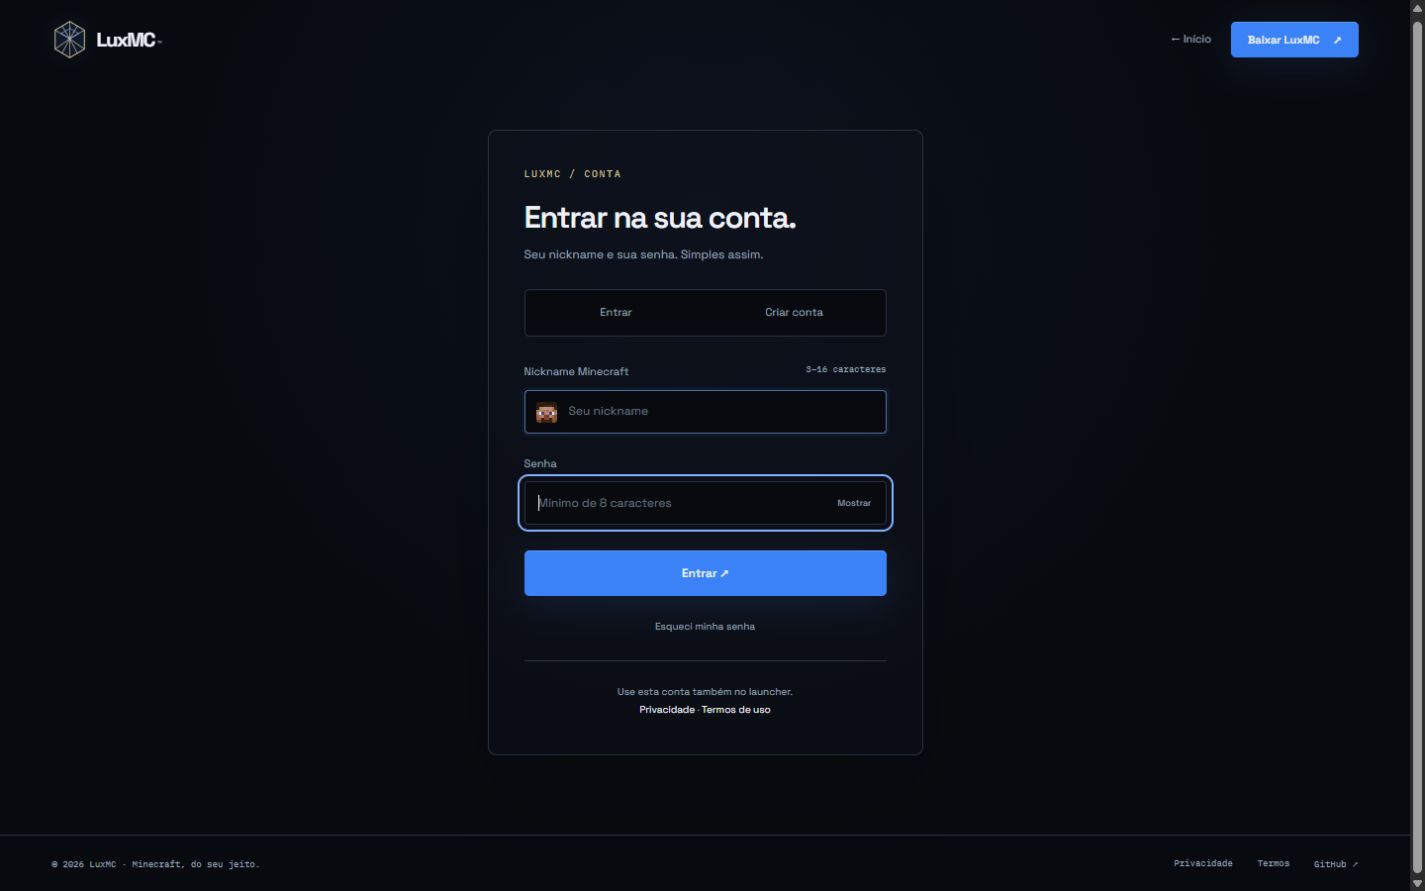 LuxMC
← Início
Baixar LuxMC ↗
LUXMC / CONTA
Entrar na sua conta.
Seu nickname e sua senha. Simples assim.
Entrar
Criar conta
Nickname Minecraft
3–16 caracteres
Seu nickname
Senha
Mínimo de 8 caracteres
Mostrar
Entrar ↗
Esqueci minha senha
Use esta conta também no launcher.
Privacidade · Termos de uso
© 2026 LuxMC · Minecraft, do seu jeito.
Privacidade
Termos
GitHub ↗